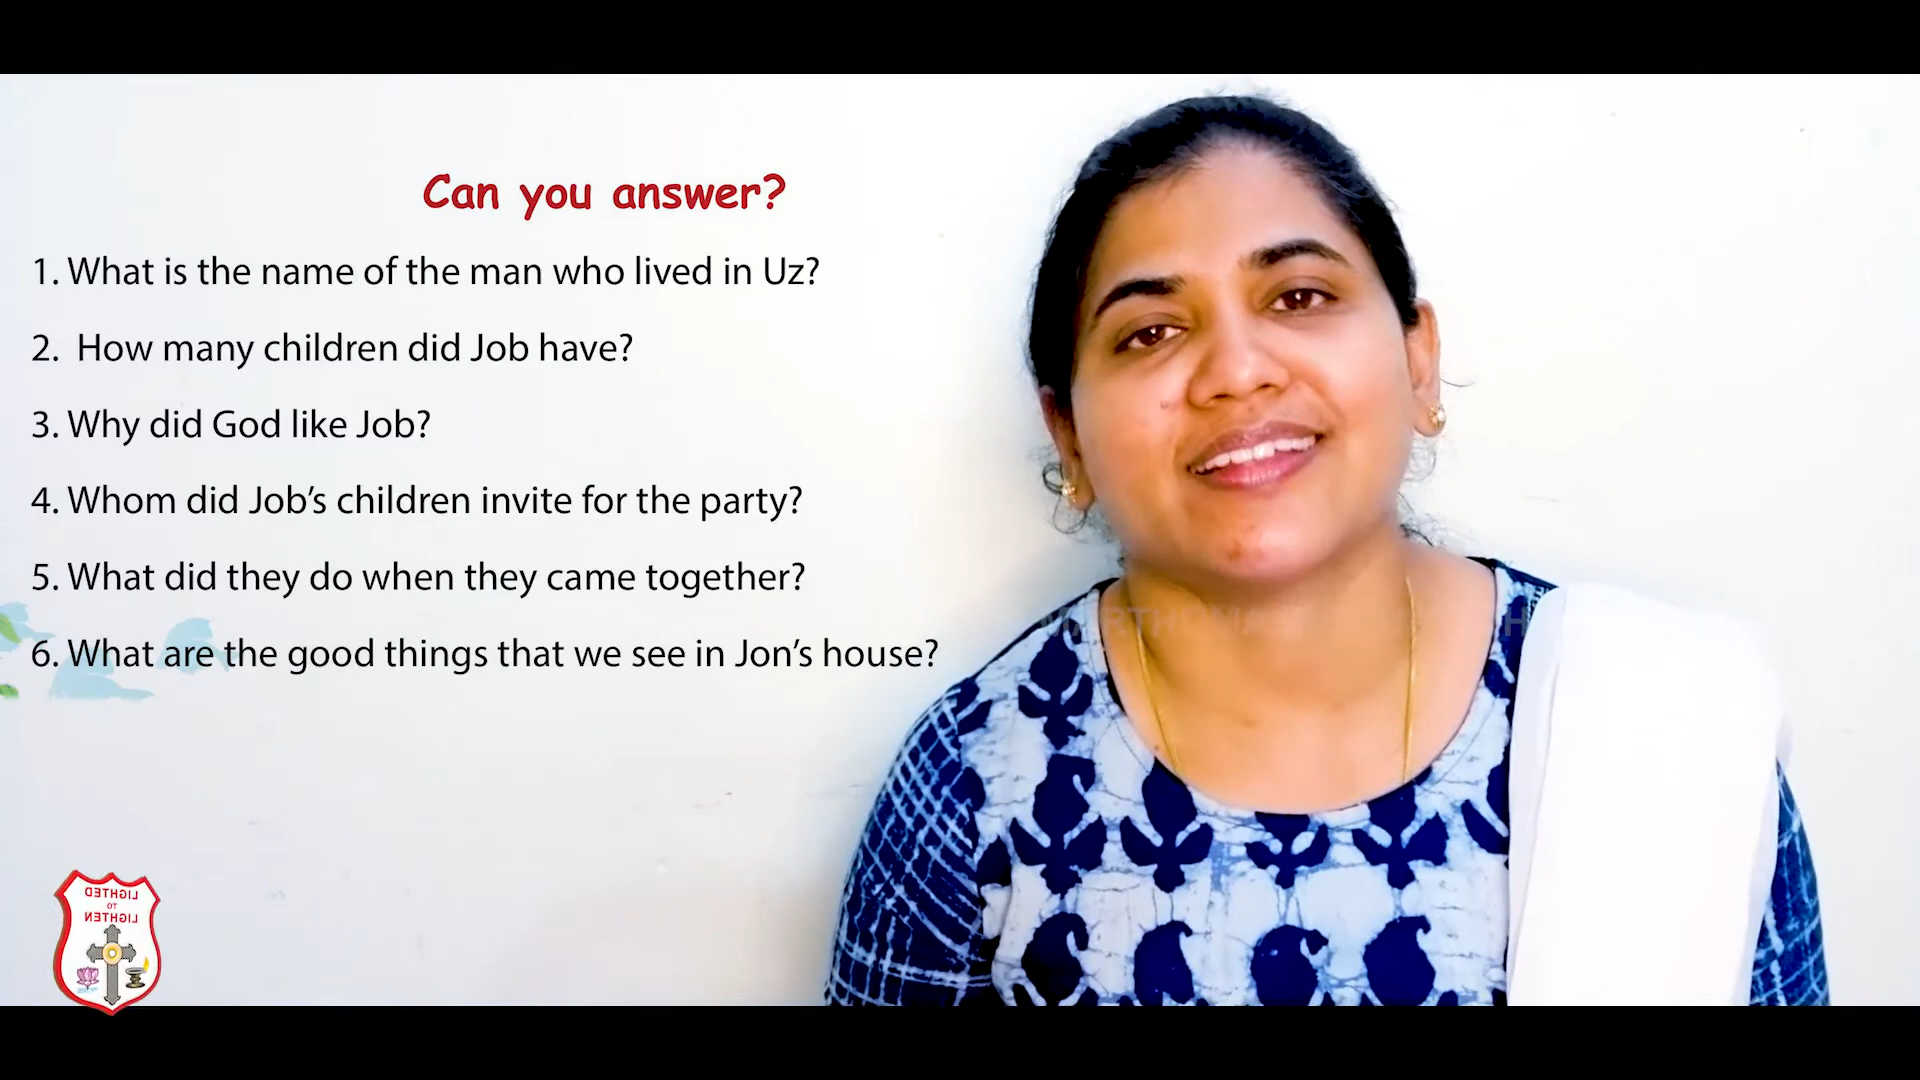 Can you answer?
1. What is the name of the man who lived in Uz?
2. How many children did Job have?
3. Why did God like Job?
4. Whom did Job's children invite for the party?
5. What did they do when they came together?
6. What are the good things that we see in Jon's house?
LIGHTED
TO
LIGHTEN